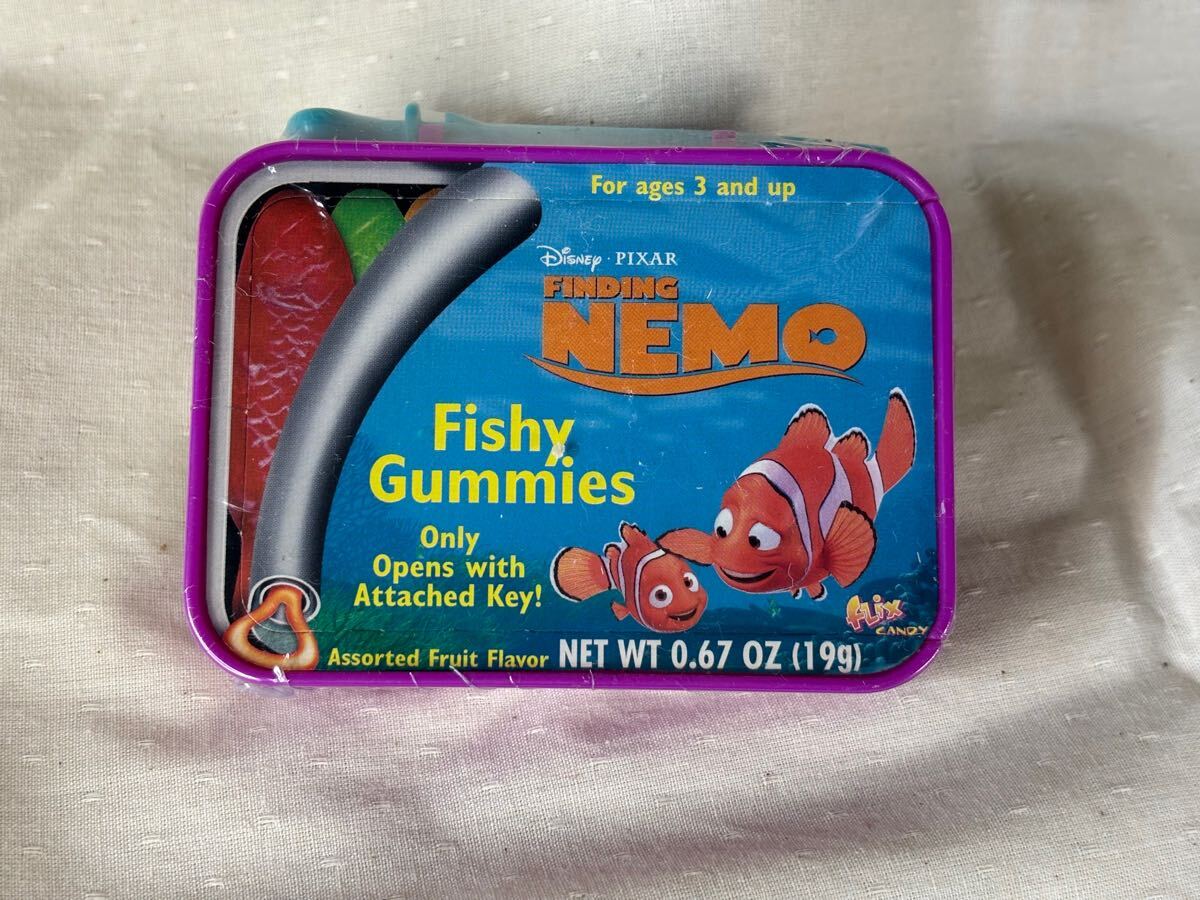 For ages 3 and up
Disney · PIXAR
FINDING
NEMO
Fishy
Gummies
Only
Opens with
Attached Key!
FLiX
CANDY
Assorted Fruit Flavor NET WT 0.67 OZ (19g)